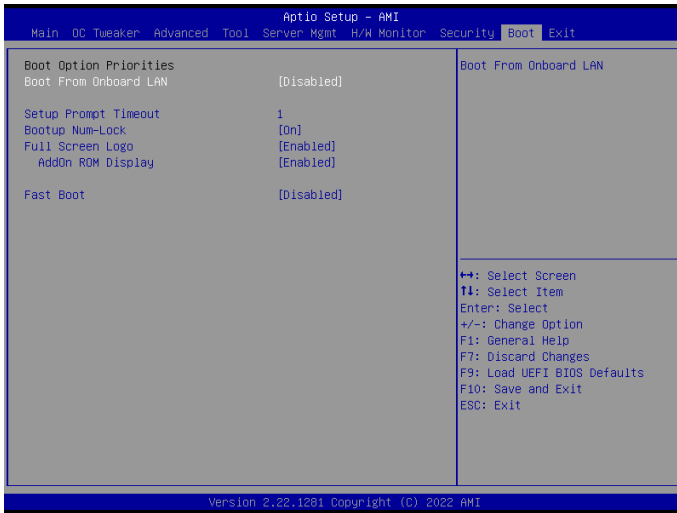 Aptio Setup – AMI
Main OC Tweaker Advanced Tool Server Mgmt H/W Monitor Security Boot Exit
Boot Option Priorities
Boot From Onboard LAN [Disabled]
Setup Prompt Timeout 1
Bootup Num-Lock [On]
Full Screen Logo [Enabled]
AddOn ROM Display [Enabled]
Fast Boot [Disabled]
Boot From Onboard LAN
↔: Select Screen
↑↓: Select Item
Enter: Select
+/-: Change Option
F1: General Help
F7: Discard Changes
F9: Load UEFI BIOS Defaults
F10: Save and Exit
ESC: Exit
Version 2.22.1281 Copyright (C) 2022 AMI